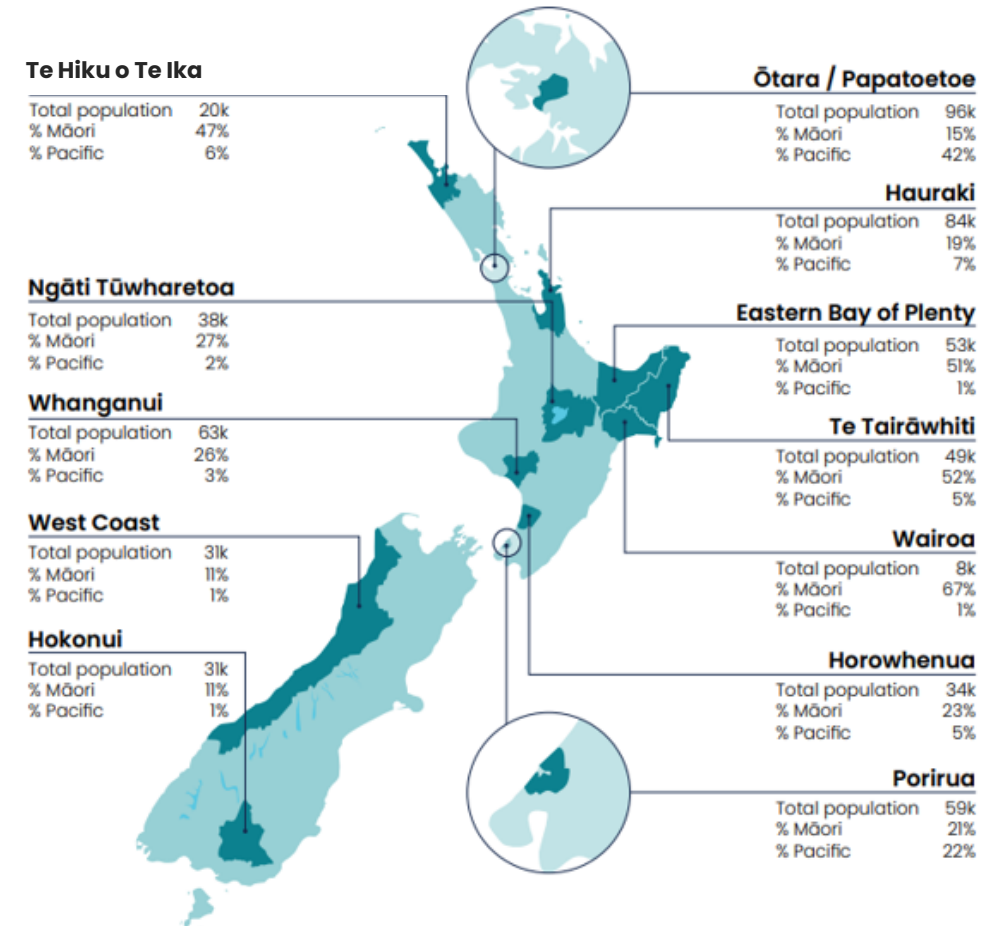 Te Hiku o Te Ika
Total population 20k
% Māori 47%
% Pacific 6%
Ngāti Tūwharetoa
Total population 38k
% Māori 27%
% Pacific 2%
Whanganui
Total population 63k
% Māori 26%
% Pacific 3%
West Coast
Total population 31k
% Māori 11%
% Pacific 1%
Hokonui
Total population 31k
% Māori 11%
% Pacific 1%
Ōtara / Papatoetoe
Total population 96k
% Māori 15%
% Pacific 42%
Hauraki
Total population 84k
% Māori 19%
% Pacific 7%
Eastern Bay of Plenty
Total population 53k
% Māori 51%
% Pacific 1%
Te Tairāwhiti
Total population 49k
% Māori 52%
% Pacific 5%
Wairoa
Total population 8k
% Māori 67%
% Pacific 1%
Horowhenua
Total population 34k
% Māori 23%
% Pacific 5%
Porirua
Total population 59k
% Māori 21%
% Pacific 22%